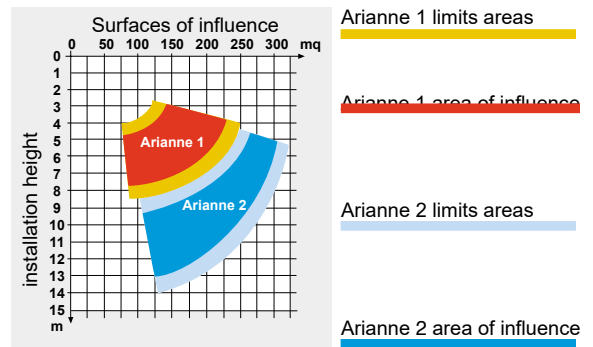 Surfaces of influence
0 50 100 150 200 250 300 mq
0
1
2
3
4
5
6
7
8
9
10
11
12
13
14
15
m
installation height
Arianne 1
Arianne 2
Arianne 1 limits areas
Arianne 1 area of influence
Arianne 2 limits areas
Arianne 2 area of influence